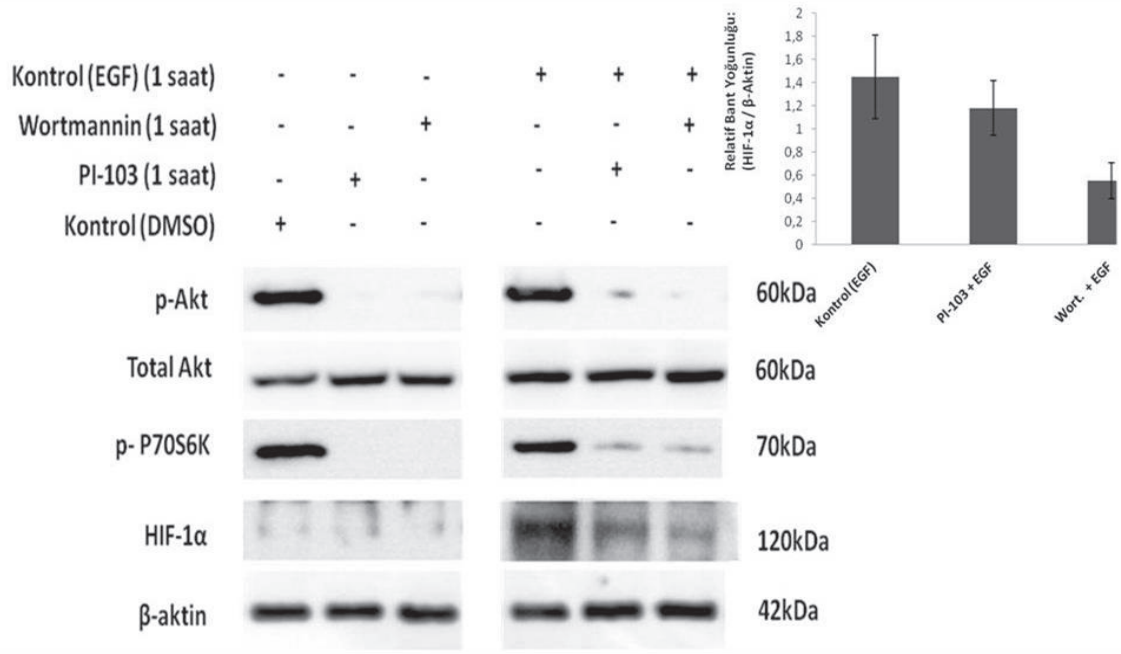 Kontrol (EGF) (1 saat) - - - + + +
Wortmannin (1 saat) - - + - - +
PI-103 (1 saat) - + - - + -
Kontrol (DMSO) + - - - - -
p-Akt 60kDa
Total Akt 60kDa
p- P70S6K 70kDa
HIF-1α 120kDa
β-aktin 42kDa
Relatif Bant Yoğunluğu:
(HIF-1α / β-Aktin)
2
1,8
1,6
1,4
1,2
1
0,8
0,6
0,4
0,2
0
Kontrol (EGF)
PI-103 + EGF
Wort. + EGF